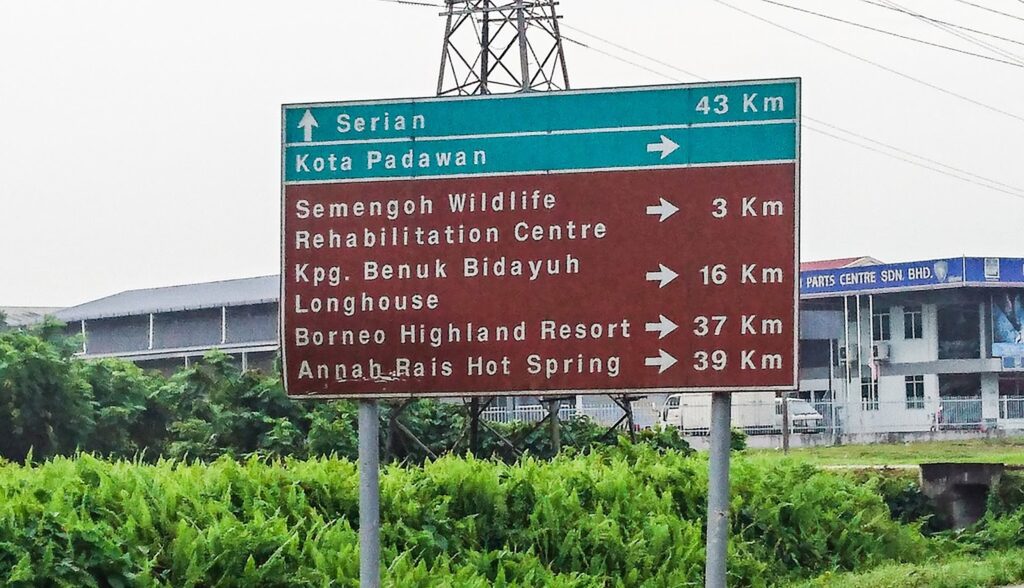 ↑ Serian 43 Km
Kota Padawan →
Semengoh Wildlife → 3 Km
Rehabilitation Centre
Kpg. Benuk Bidayuh → 16 Km
Longhouse
Borneo Highland Resort → 37 Km
Annah Rais Hot Spring → 39 Km
PARTS CENTRE SDN. BHD.